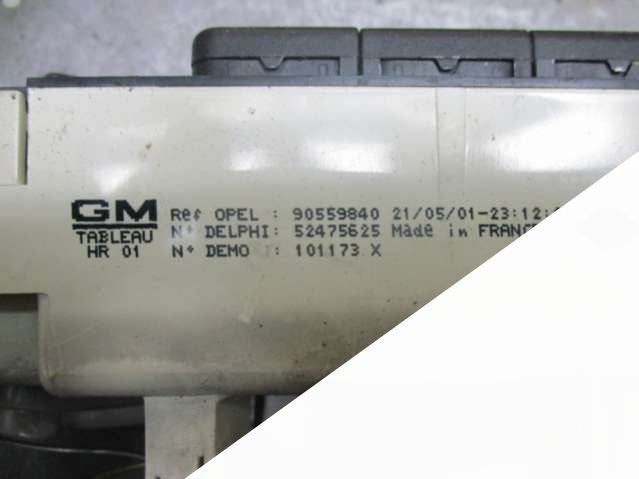 GM
TABLEAU
HR 01
Ref OPEL : 90559840 21/05/01-23:12:
N° DELPHI: 52475625 Made in FRANC
N° DEMO : 101173 X